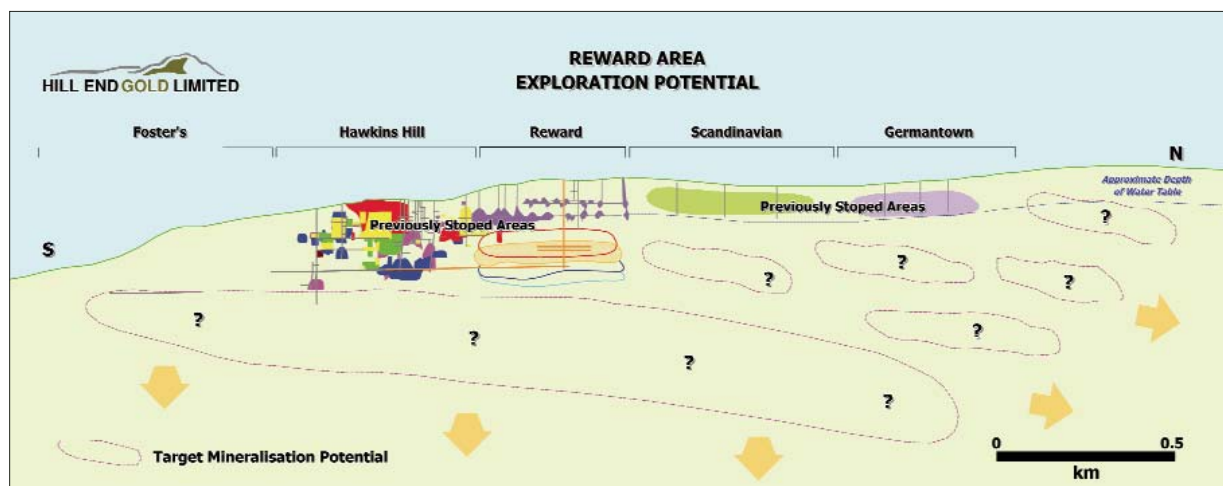 REWARD AREA
EXPLORATION POTENTIAL
HILL END GOLD LIMITED
Foster's
Hawkins Hill
Reward
Scandinavian
Germantown
N
Approximate Depth
of Water Table
Previously Stoped Areas
Previously Stoped Areas
S
?
?
?
?
?
?
?
?
?
Target Mineralisation Potential
0
0.5
km